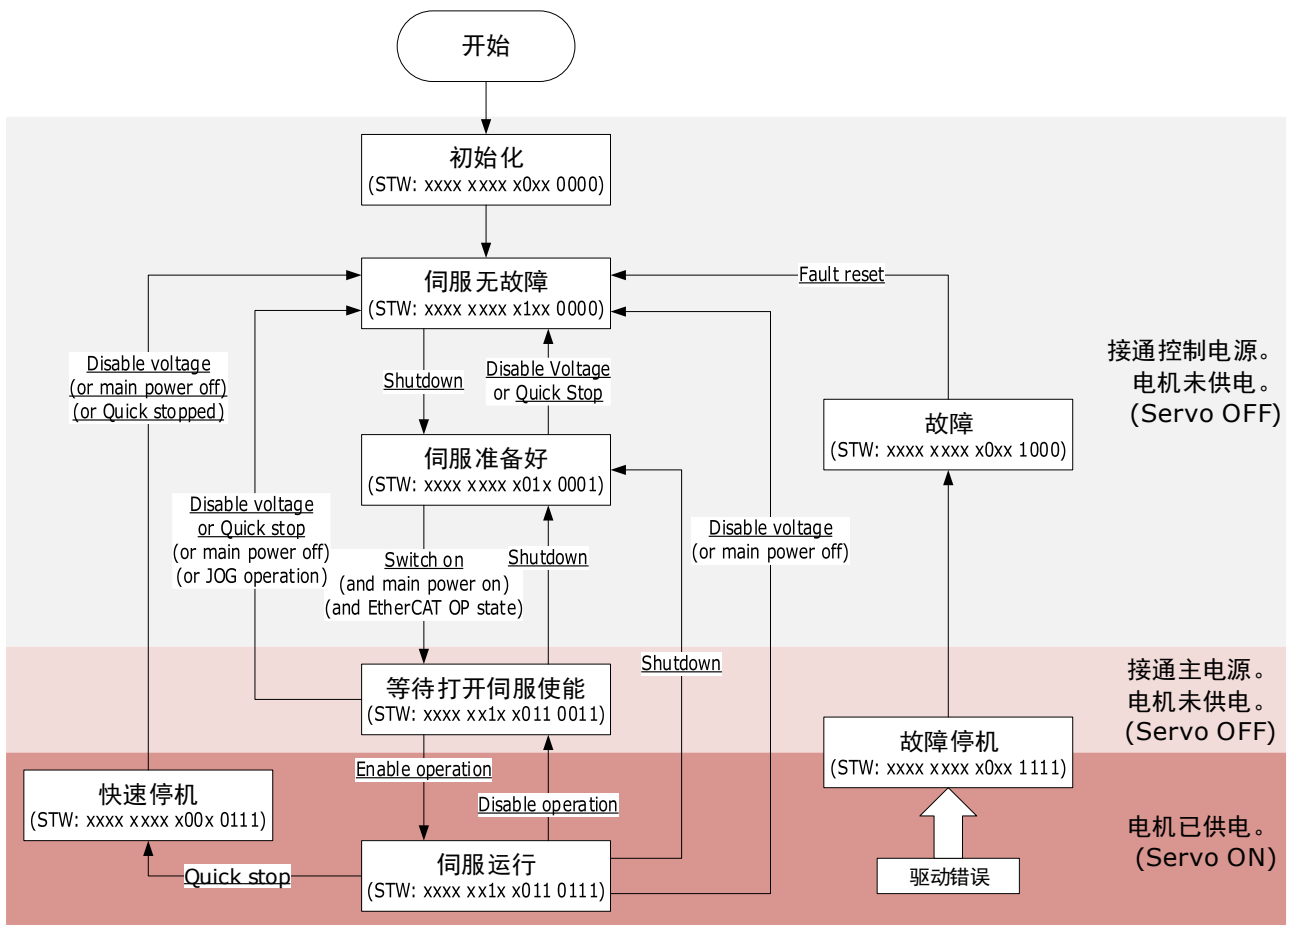 开始
初始化
(STW: xxxx xxxx x0xx 0000)
伺服无故障
(STW: xxxx xxxx x1xx 0000)
Fault reset
Disable voltage
(or main power off)
(or Quick stopped)
Shutdown
Disable Voltage
or Quick Stop
接通控制电源。
电机未供电。
(Servo OFF)
故障
(STW: xxxx xxxx x0xx 1000)
伺服准备好
(STW: xxxx xxxx x01x 0001)
Disable voltage
or Quick stop
(or main power off)
(or JOG operation)
Switch on
(and main power on)
(and EtherCAT OP state)
Shutdown
Disable voltage
(or main power off)
Shutdown
等待打开伺服使能
(STW: xxxx xx1x x011 0011)
接通主电源。
电机未供电。
(Servo OFF)
故障停机
(STW: xxxx xxxx x0xx 1111)
Enable operation
Disable operation
快速停机
(STW: xxxx xxxx x00x 0111)
Quick stop
伺服运行
(STW: xxxx xx1x x011 0111)
驱动错误
电机已供电。
(Servo ON)